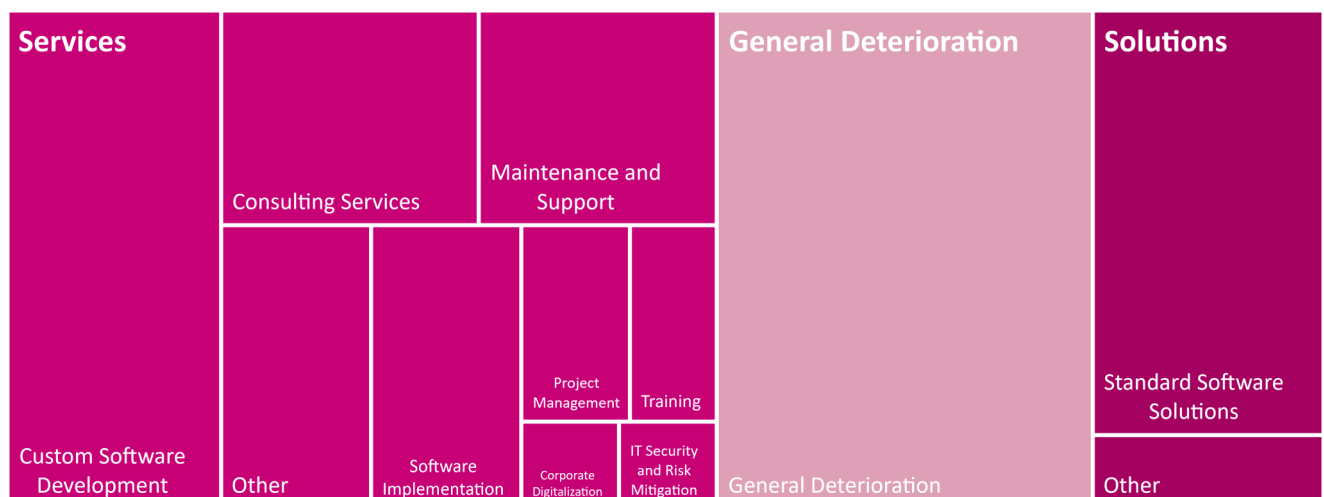 Services
Custom Software
Development
Consulting Services
Maintenance and
Support
Other
Software
Implementation
Project
Management
Training
Corporate
Digitalization
IT Security
and Risk
Mitigation
General Deterioration
General Deterioration
Solutions
Standard Software
Solutions
Other